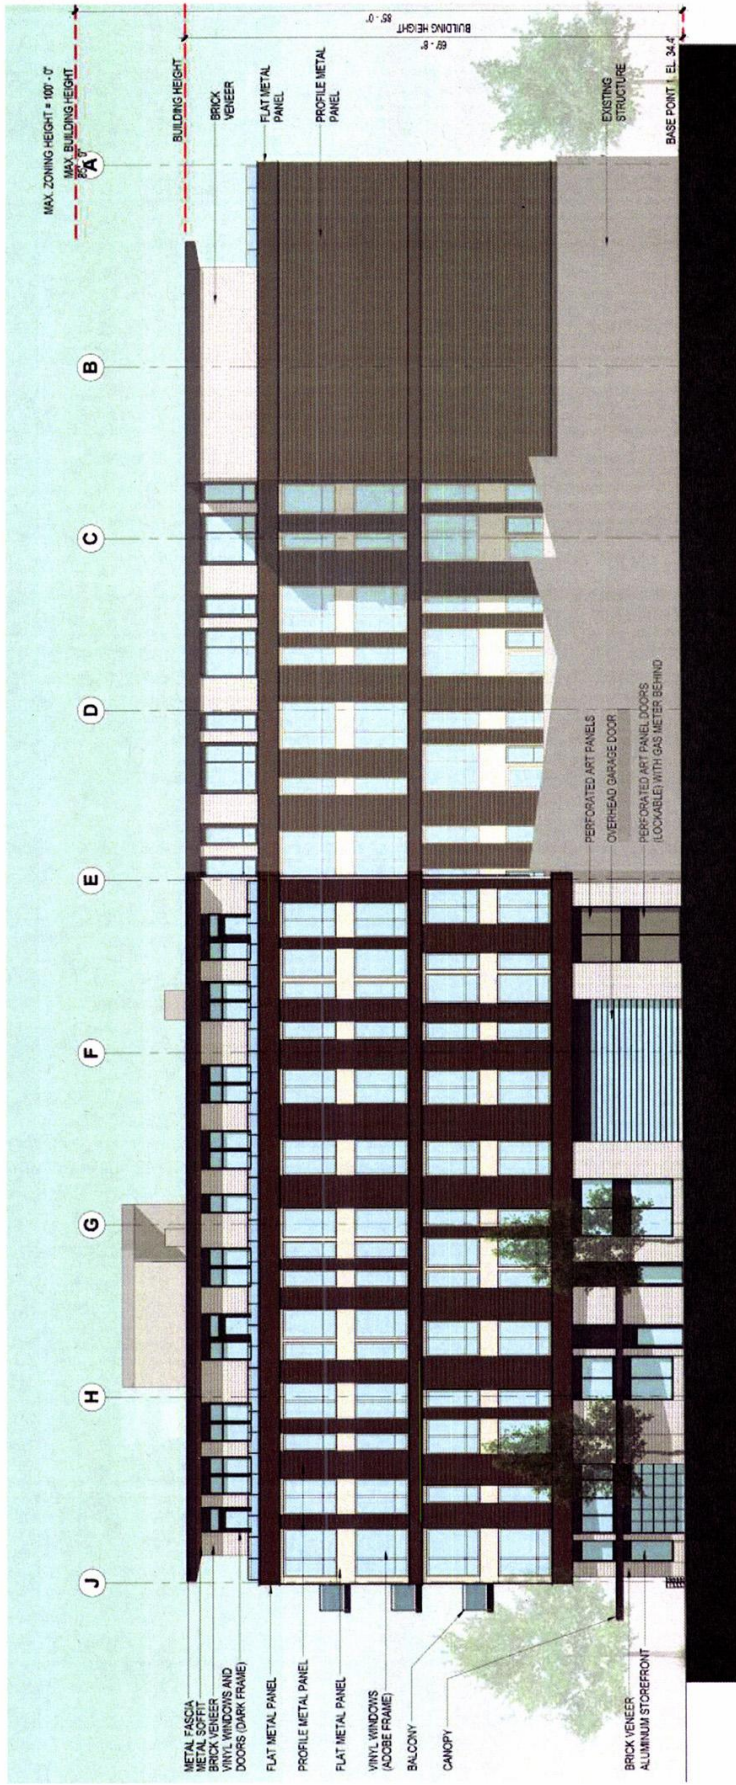 MAX. ZONING HEIGHT = 100' - 0"
MAX. BUILDING HEIGHT
85' - 0"
BUILDING HEIGHT
BRICK
VENEER
FLAT METAL
PANEL
PROFILE METAL
PANEL
EXISTING
STRUCTURE
BASE POINT 1, EL. 34.4'
BUILDING HEIGHT
69' - 8"
85' - 0"
J
H
G
F
E
D
C
B
A
METAL FASCIA
METAL SOFFIT
BRICK VENEER
VINYL WINDOWS AND
DOORS (DARK FRAME)
FLAT METAL PANEL
PROFILE METAL PANEL
FLAT METAL PANEL
VINYL WINDOWS
(ADOBE FRAME)
BALCONY
CANOPY
BRICK VENEER
ALUMINUM STOREFRONT
PERFORATED ART PANELS
OVERHEAD GARAGE DOOR
PERFORATED ART PANEL DOORS
(LOCKABLE) WITH GAS METER BEHIND